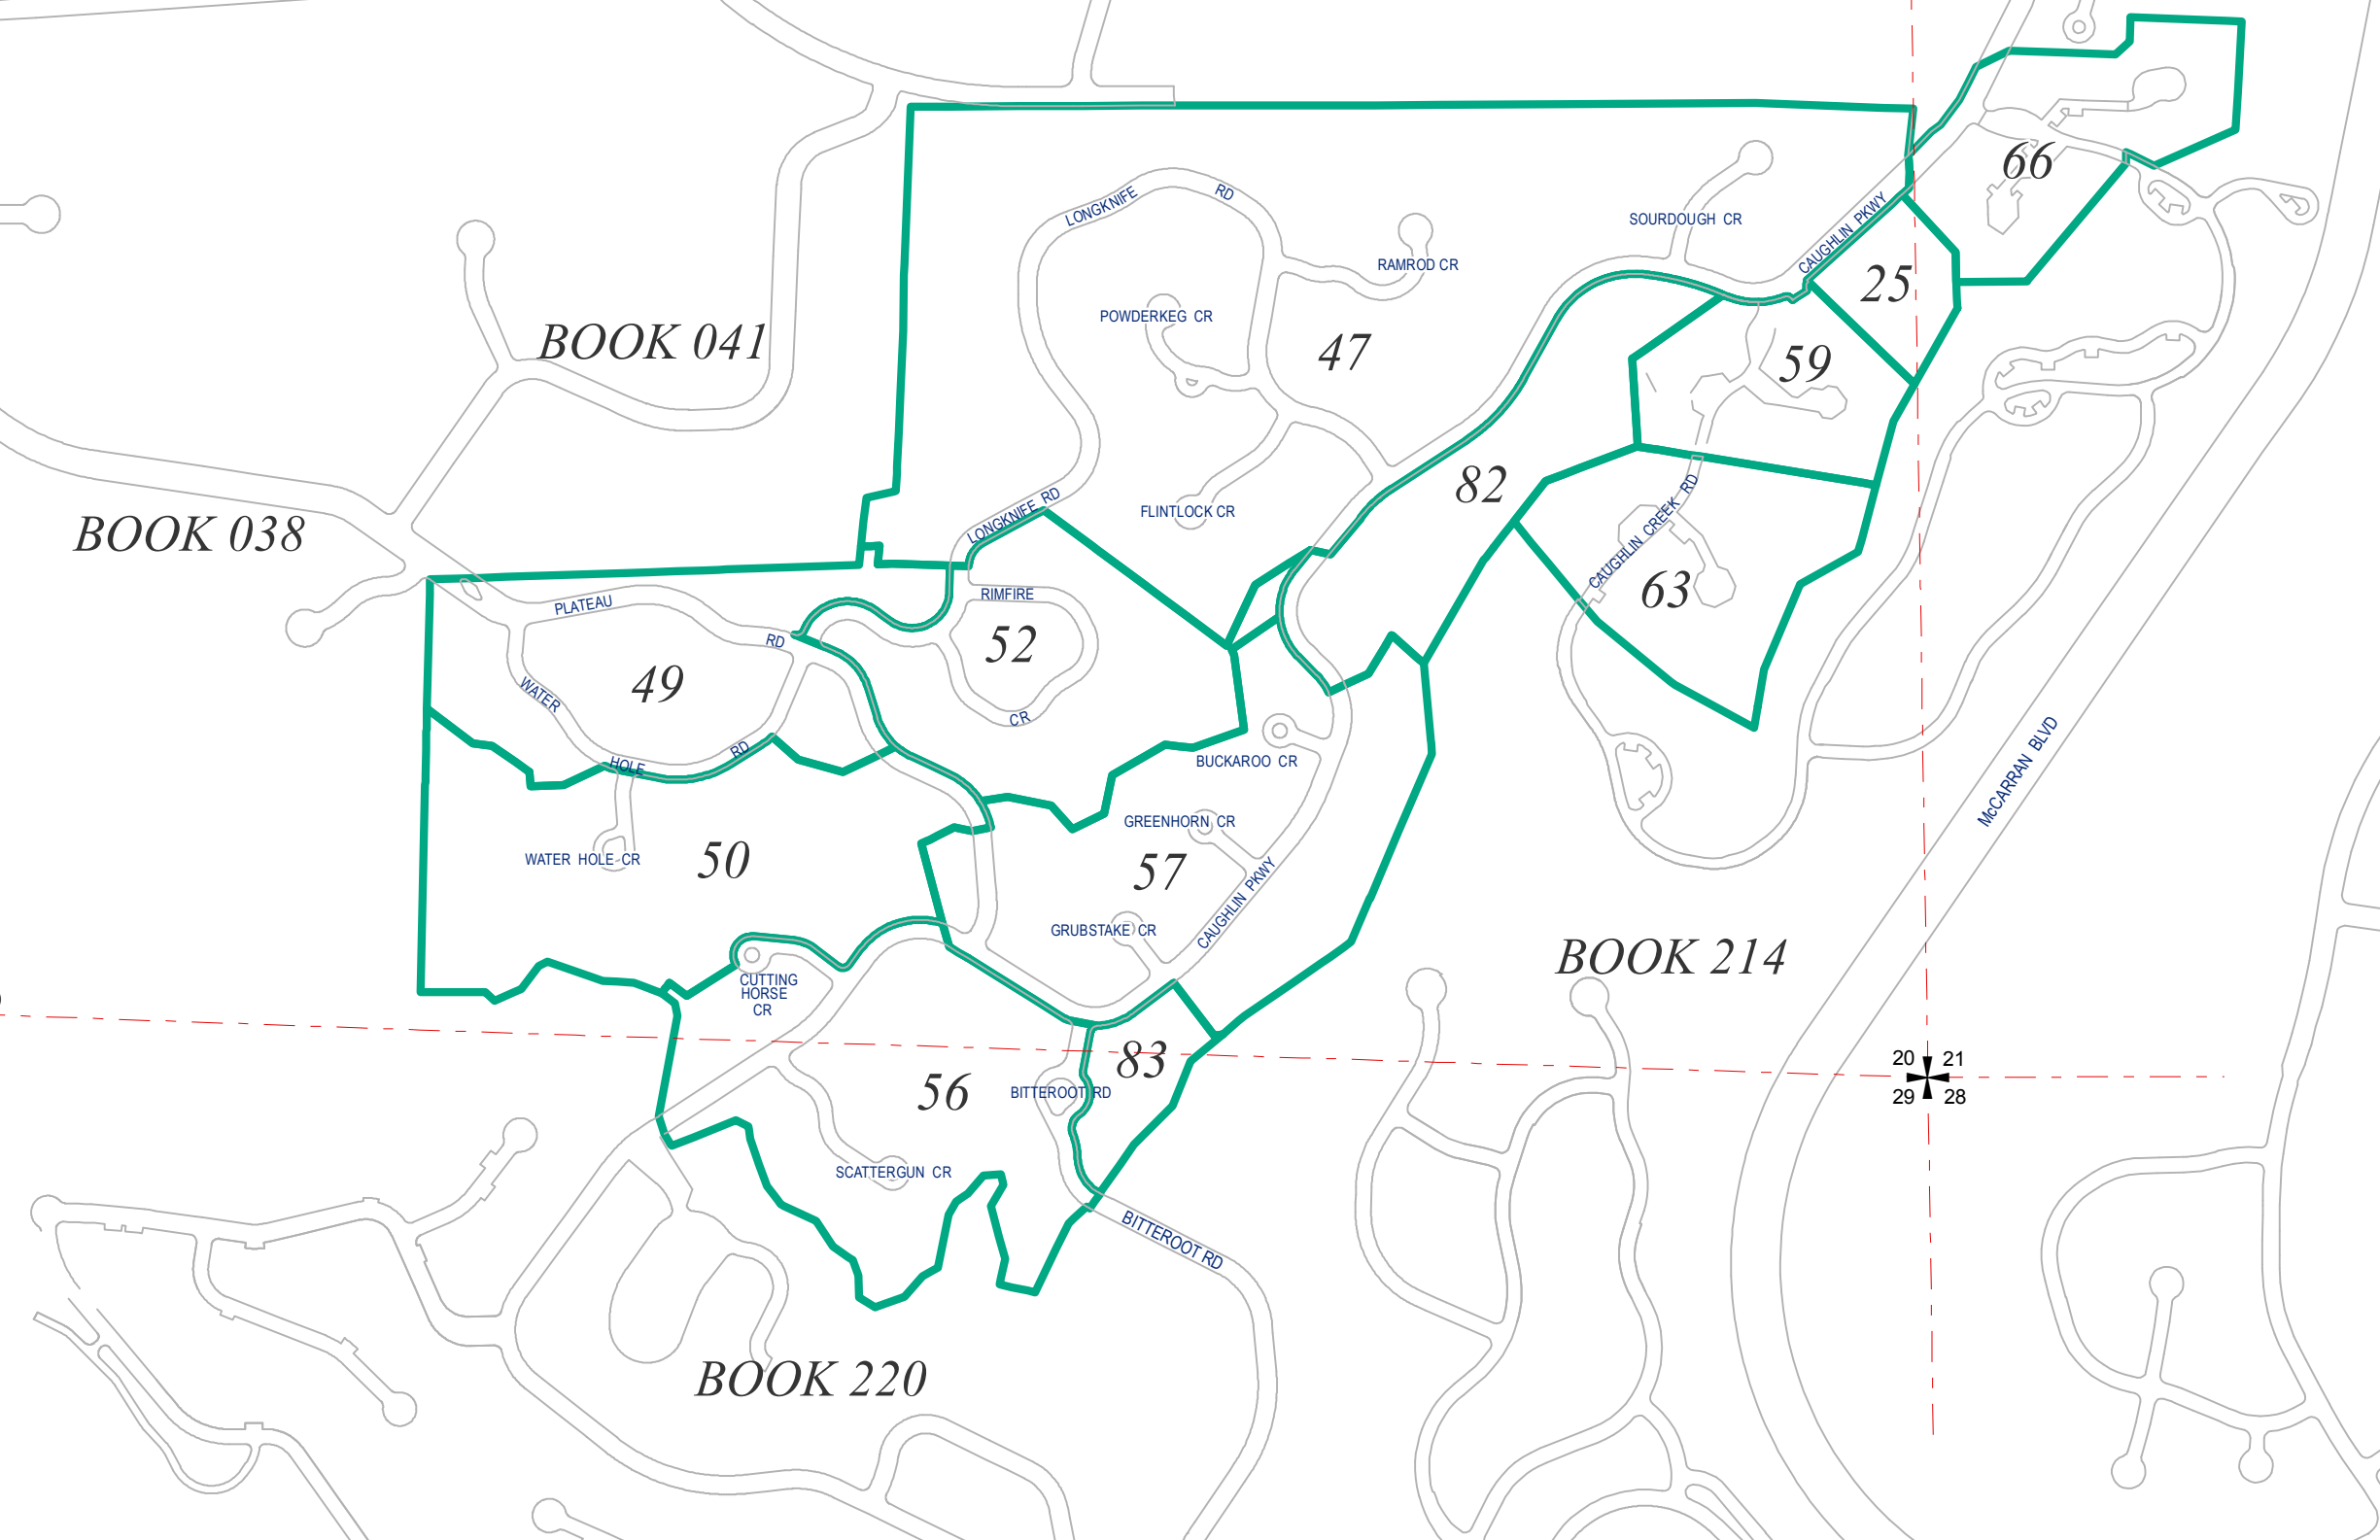 66
LONGKNIFE
RD
SOURDOUGH CR
CAUGHLIN PKWY
RAMROD CR
25
POWDERKEG CR
BOOK 041
47
59
82
LONGKNIFE RD
FLINTLOCK CR
CAUGHLIN CREEK RD
BOOK 038
63
RIMFIRE
PLATEAU
RD
52
49
WATER
CR
HOLE
RD
BUCKAROO CR
McCARRAN BLVD
GREENHORN CR
WATER HOLE CR
50
57
CAUGHLIN PKWY
GRUBSTAKE CR
BOOK 214
CUTTING
HORSE
CR
83
20 21
29 28
56
BITTEROOT RD
SCATTERGUN CR
BITTEROOT RD
BOOK 220